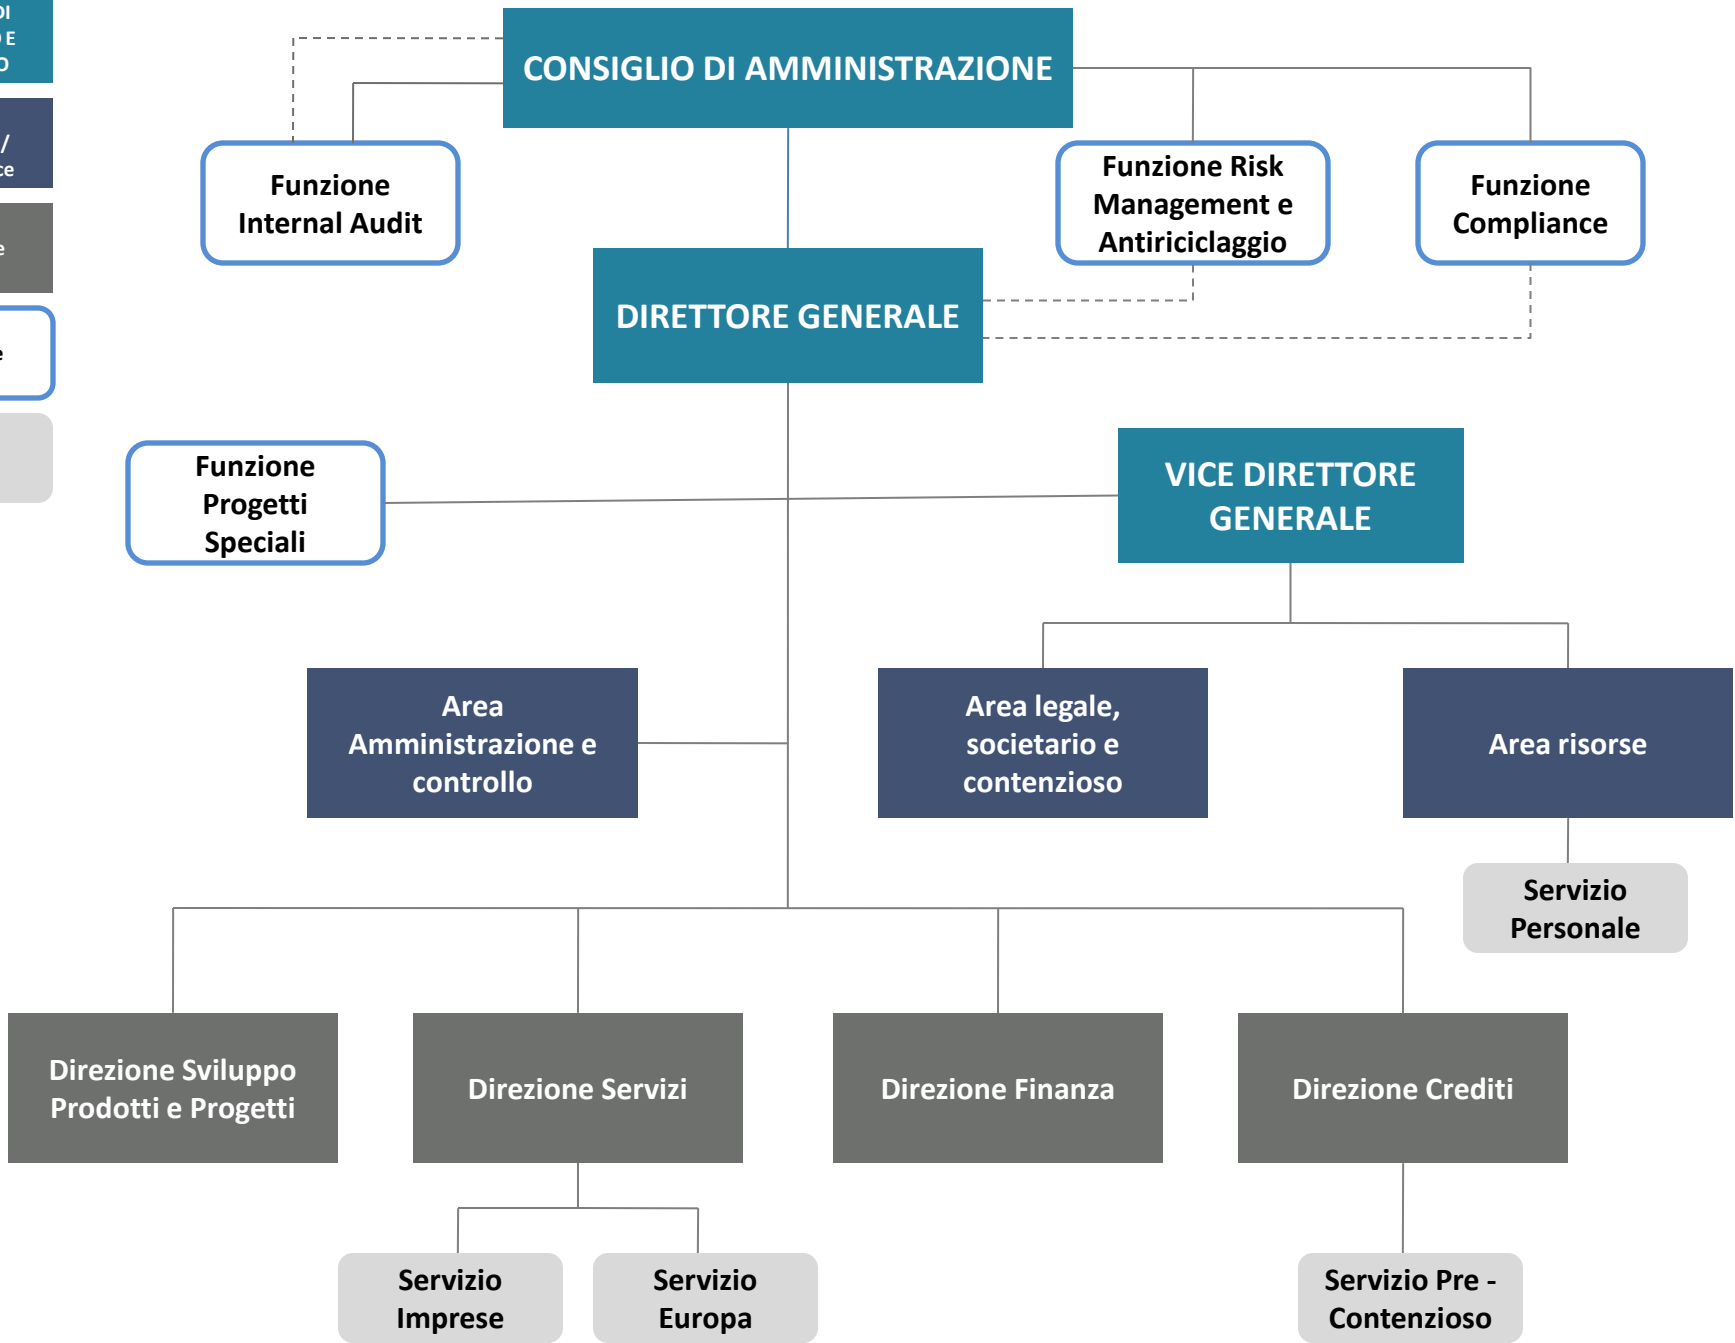 DI
E
O
/
ce
e
e
CONSIGLIO DI AMMINISTRAZIONE
Funzione
Internal Audit
Funzione Risk
Management e
Antiriciclaggio
Funzione
Compliance
DIRETTORE GENERALE
Funzione
Progetti
Speciali
VICE DIRETTORE
GENERALE
Area
Amministrazione e
controllo
Area legale,
societario e
contenzioso
Area risorse
Servizio
Personale
Direzione Sviluppo
Prodotti e Progetti
Direzione Servizi
Direzione Finanza
Direzione Crediti
Servizio
Imprese
Servizio
Europa
Servizio Pre -
Contenzioso